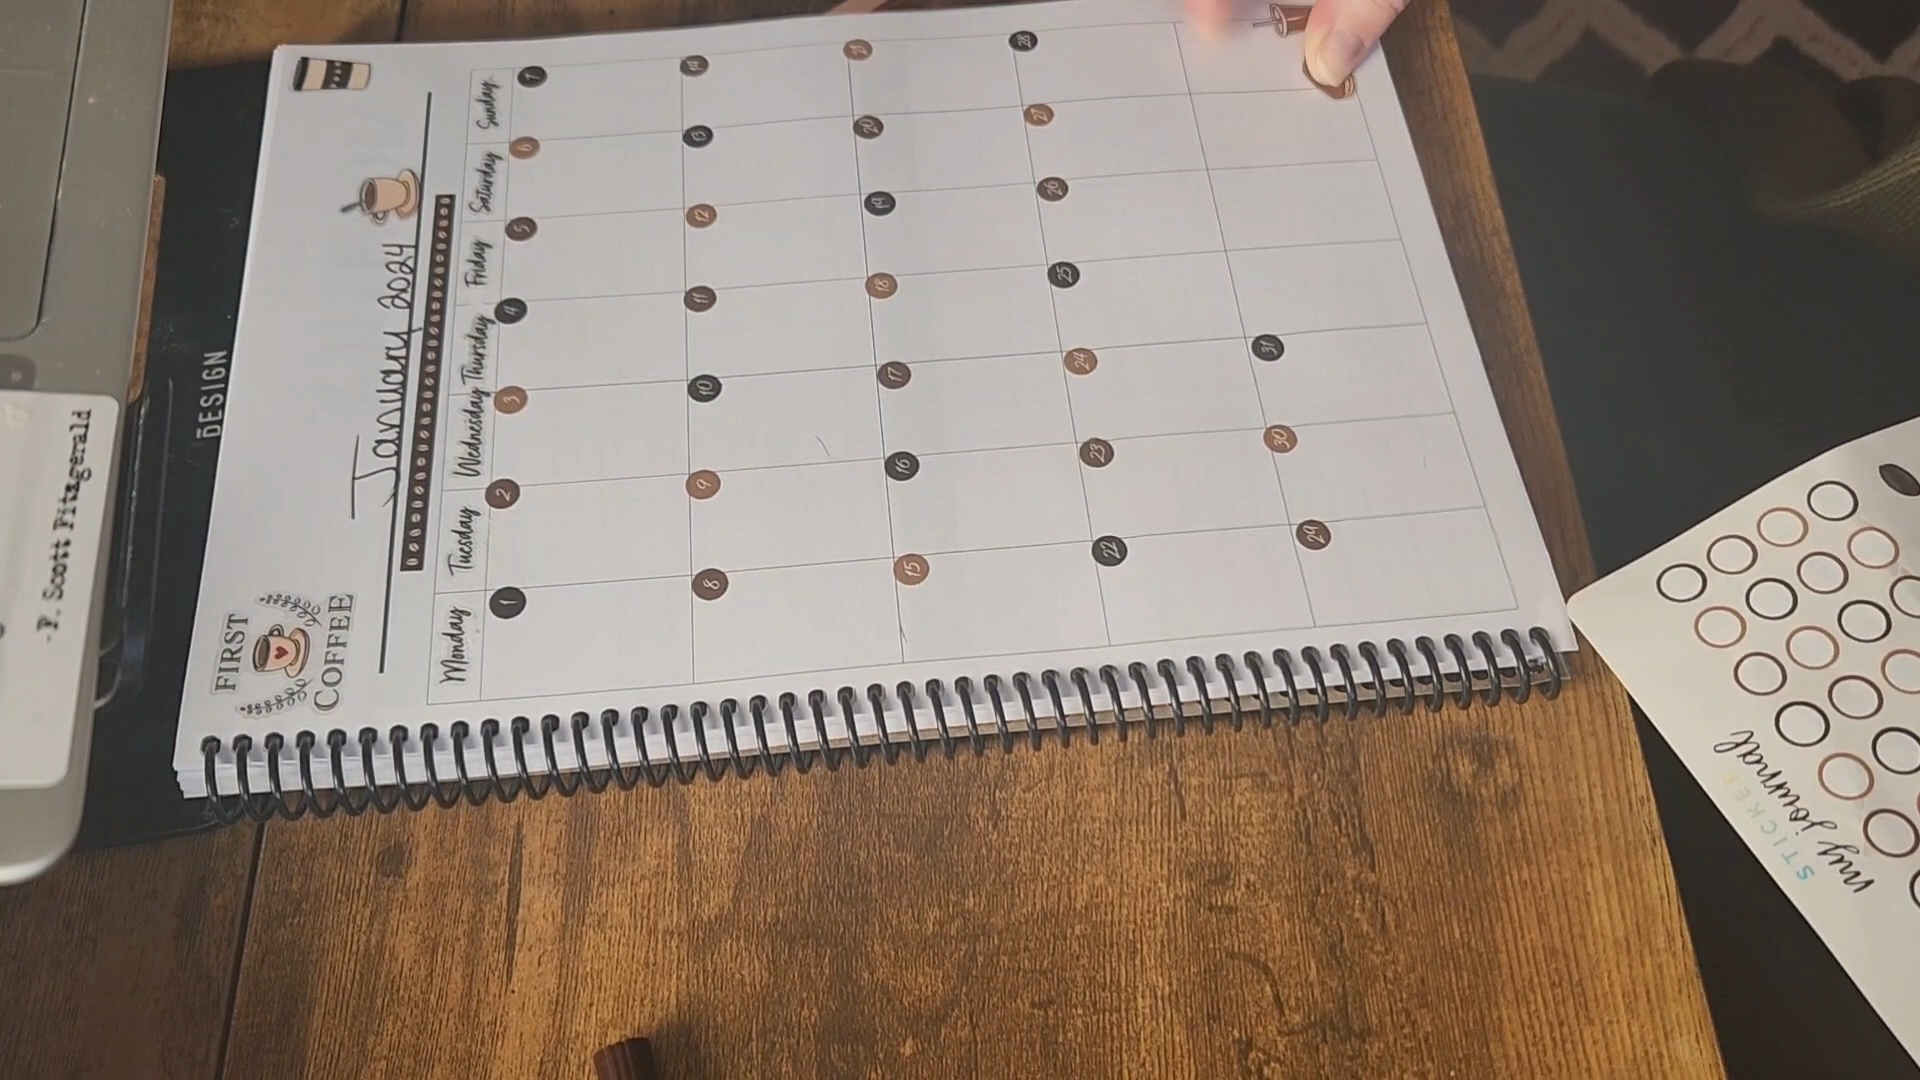 FIRST
COFFEE
January 2024
Monday Tuesday Wednesday Thursday Friday Saturday Sunday
1 2 3 4 5 6 7
8 9 10 11 12 13 14
15 16 17 18 19 20 21
22 23 24 25 26 27 28
29 30 31
DESIGN
-F. Scott Fitzgerald
my journal
STICKER